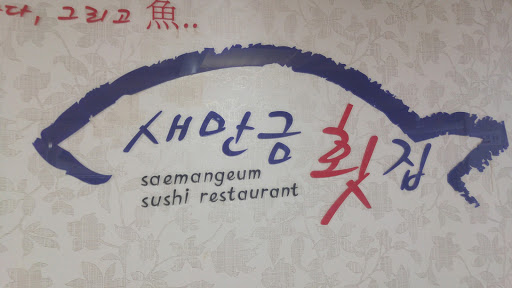 다, 그리고 魚..
새만금 횟집
saemangeum
sushi restaurant